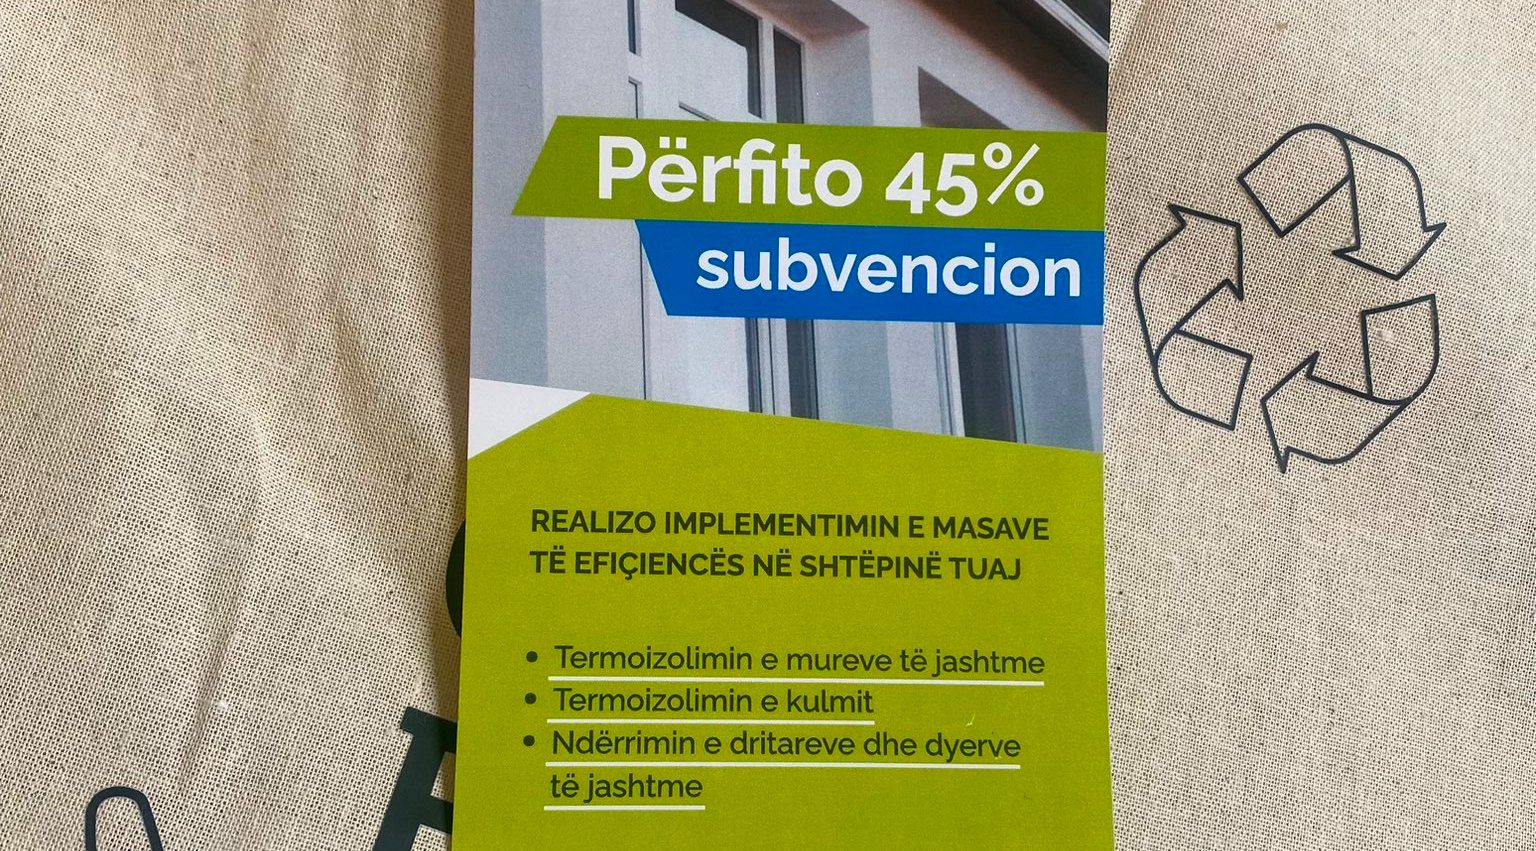 Përfito 45%
subvencion
REALIZO IMPLEMENTIMIN E MASAVE
TË EFIÇIENCËS NË SHTËPINË TUAJ
• Termoizolimin e mureve të jashtme
• Termoizolimin e kulmit
• Ndërrimin e dritareve dhe dyerve
të jashtme